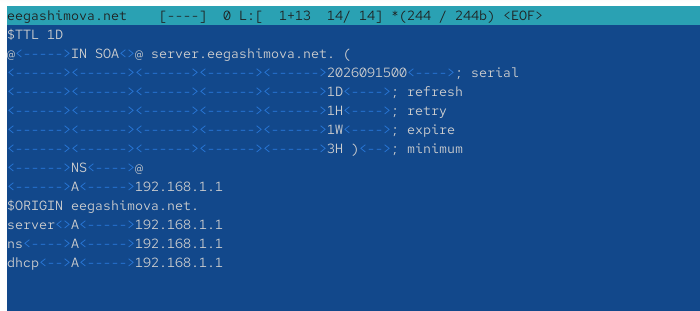 eegashimova.net    [----]  0 L:[  1+13  14/ 14] *(244 / 244b) <EOF>
$TTL 1D
@<------>IN SOA<>@ server.eegashimova.net. (
<------><------><------><------><------>2026091500<---->; serial
<------><------><------><------><------>1D<---->; refresh
<------><------><------><------><------>1H<---->; retry
<------><------><------><------><------>1W<---->; expire
<------><------><------><------><------>3H )<-->; minimum
<------>NS<---->@
<------>A<----->192.168.1.1
$ORIGIN eegashimova.net.
server<>A<----->192.168.1.1
ns<---->A<----->192.168.1.1
dhcp<-->A<----->192.168.1.1